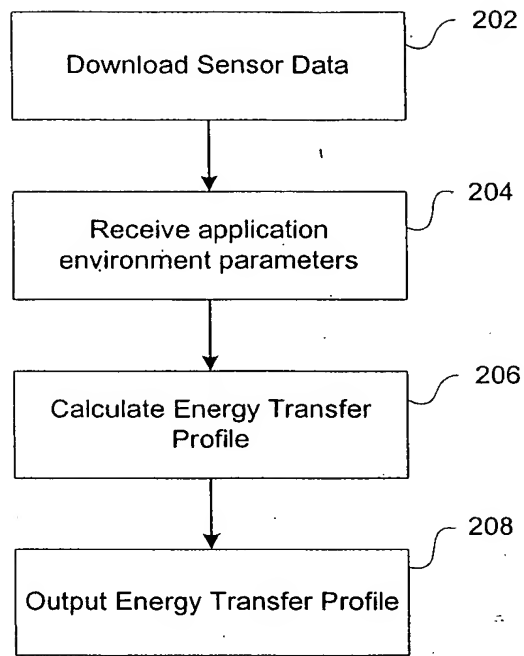 202
Download Sensor Data
204
Receive application
environment parameters
206
Calculate Energy Transfer
Profile
208
Output Energy Transfer Profile